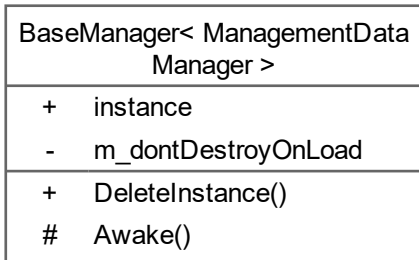 BaseManager< ManagementData
Manager >
+ instance
- m_dontDestroyOnLoad
+ DeleteInstance()
# Awake()